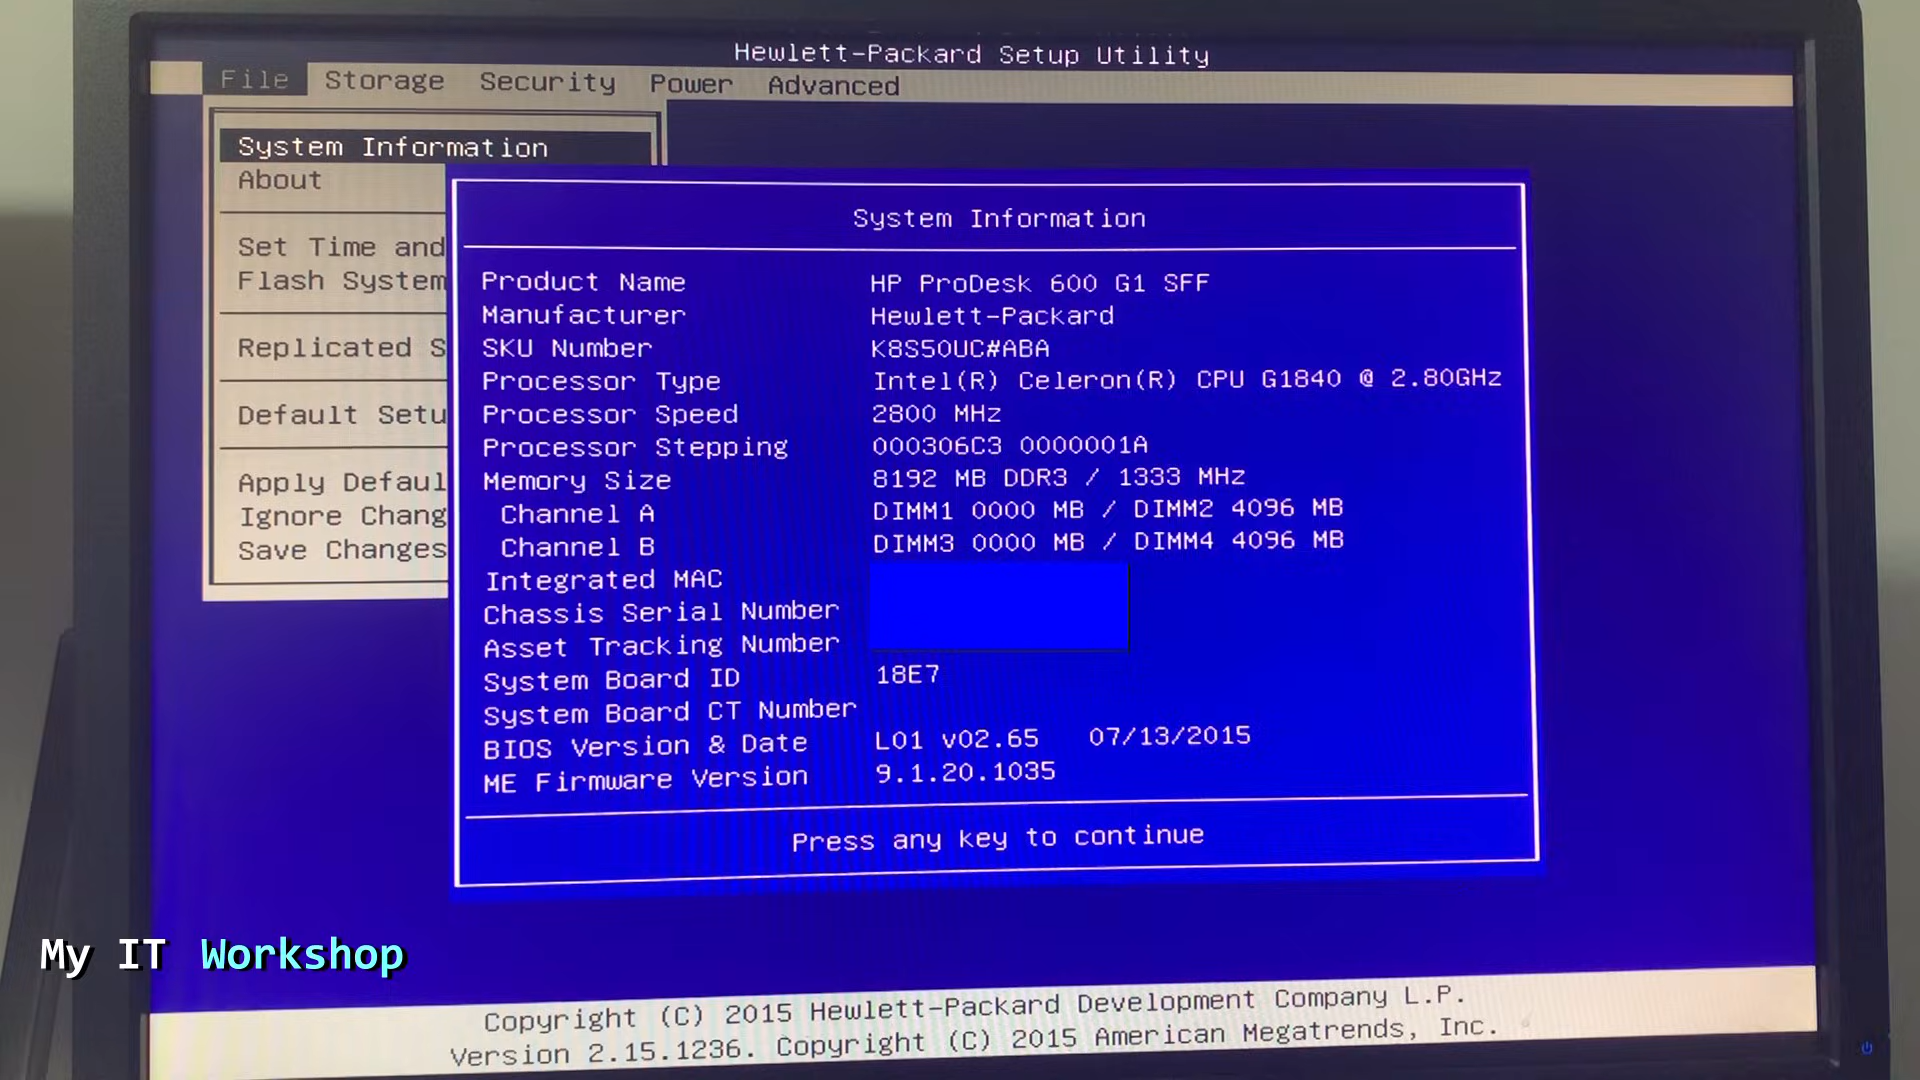 Hewlett-Packard Setup Utility
File Storage Security Power Advanced
System Information
About
Set Time and
Flash System
Replicated S
Default Setu
Apply Defaul
Ignore Chang
Save Changes
System Information
Product Name HP ProDesk 600 G1 SFF
Manufacturer Hewlett-Packard
SKU Number K8S50UC#ABA
Processor Type Intel(R) Celeron(R) CPU G1840 @ 2.80GHz
Processor Speed 2800 MHz
Processor Stepping 000306C3 0000001A
Memory Size 8192 MB DDR3 / 1333 MHz
Channel A DIMM1 0000 MB / DIMM2 4096 MB
Channel B DIMM3 0000 MB / DIMM4 4096 MB
Integrated MAC
Chassis Serial Number
Asset Tracking Number
System Board ID 18E7
System Board CT Number
BIOS Version & Date L01 v02.65 07/13/2015
ME Firmware Version 9.1.20.1035
Press any key to continue
My IT Workshop
Copyright (C) 2015 Hewlett-Packard Development Company L.P.
Version 2.15.1236. Copyright (C) 2015 American Megatrends, Inc.